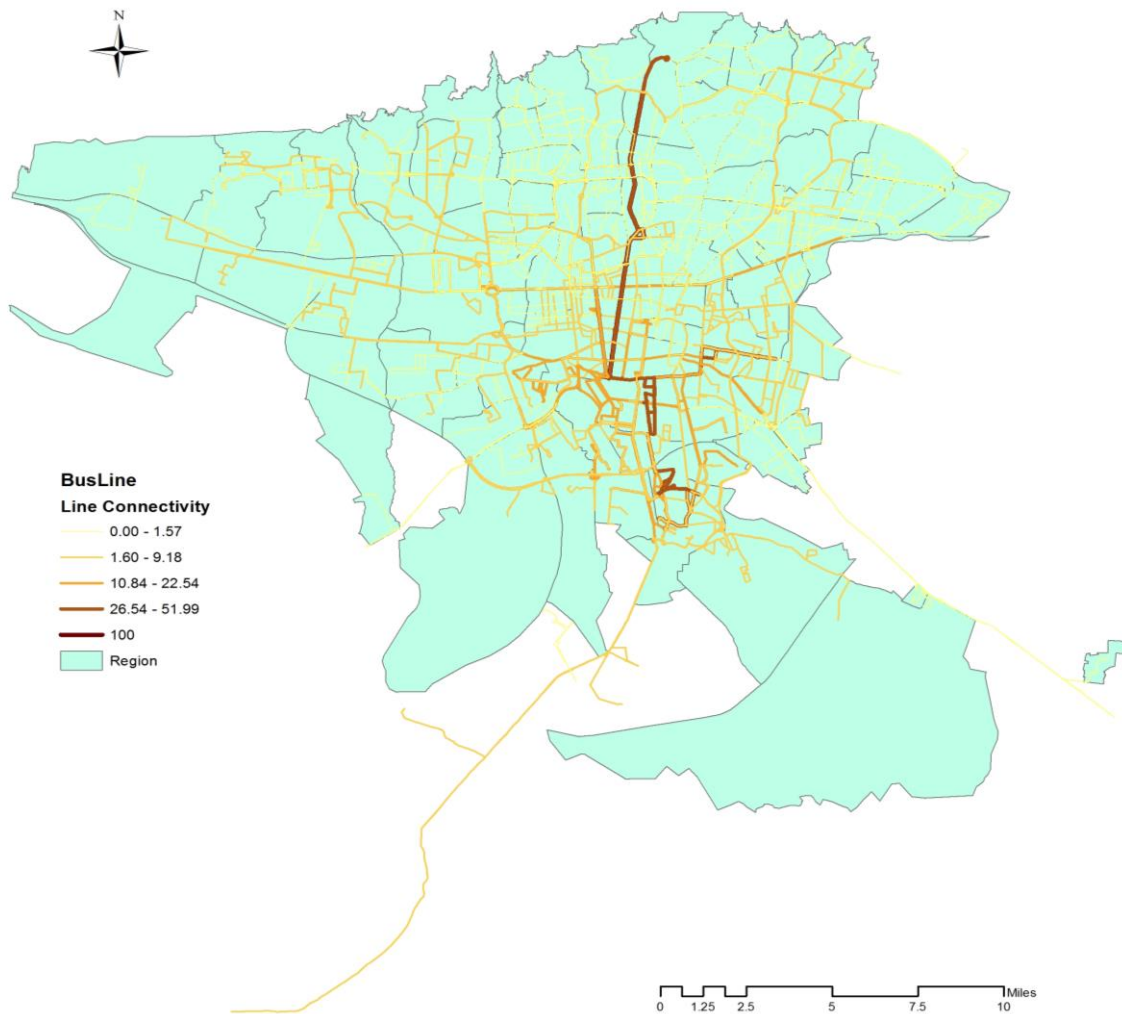 N
BusLine
Line Connectivity
0.00 - 1.57
1.60 - 9.18
10.84 - 22.54
26.54 - 51.99
100
Region
Miles
0 1.25 2.5 5 7.5 10